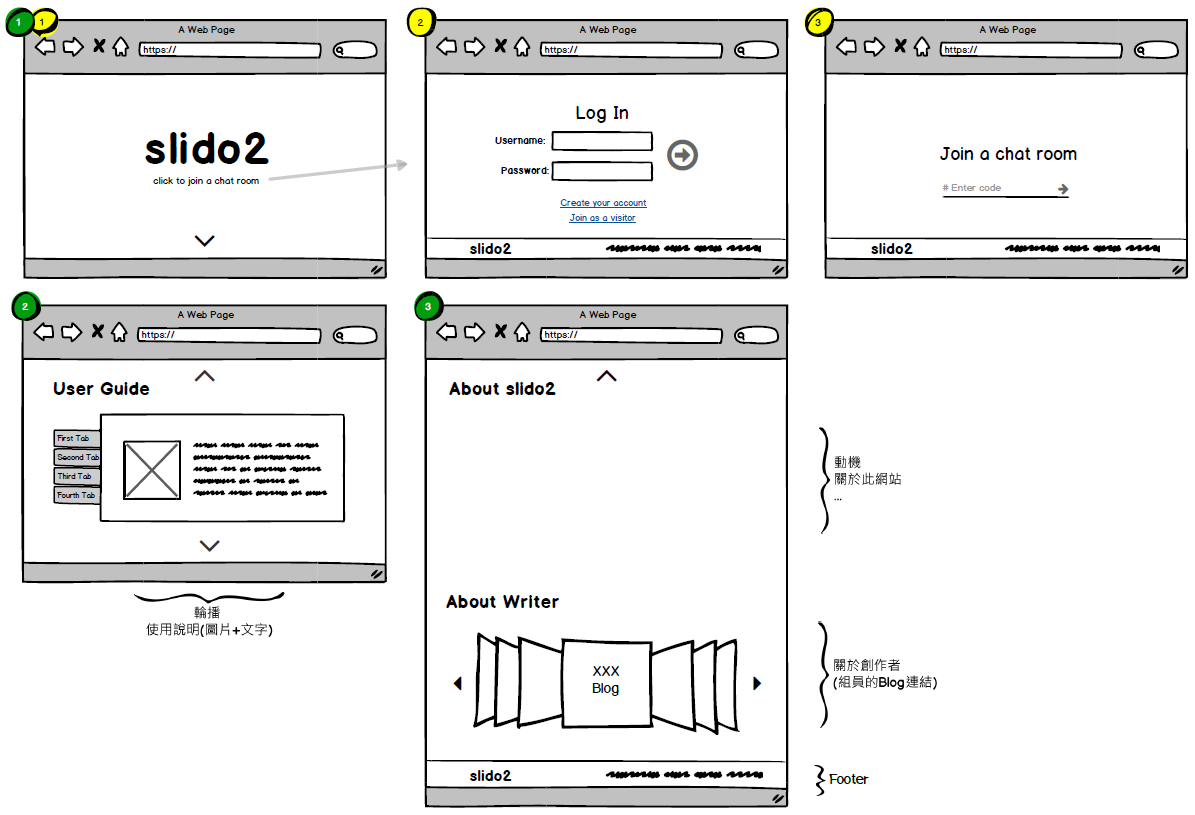 1
1
A Web Page
https://
slido2
click to join a chat room
2
A Web Page
https://
Log In
Username:
Password:
Create your account
Join as a visitor
slido2
3
A Web Page
https://
Join a chat room
# Enter code
slido2
2
A Web Page
https://
User Guide
First Tab
Second Tab
Third Tab
Fourth Tab
輪播
使用說明(圖片+文字)
3
A Web Page
https://
About slido2
動機
關於此網站
...
About Writer
XXX
Blog
關於創作者
(組員的Blog連結)
slido2
Footer